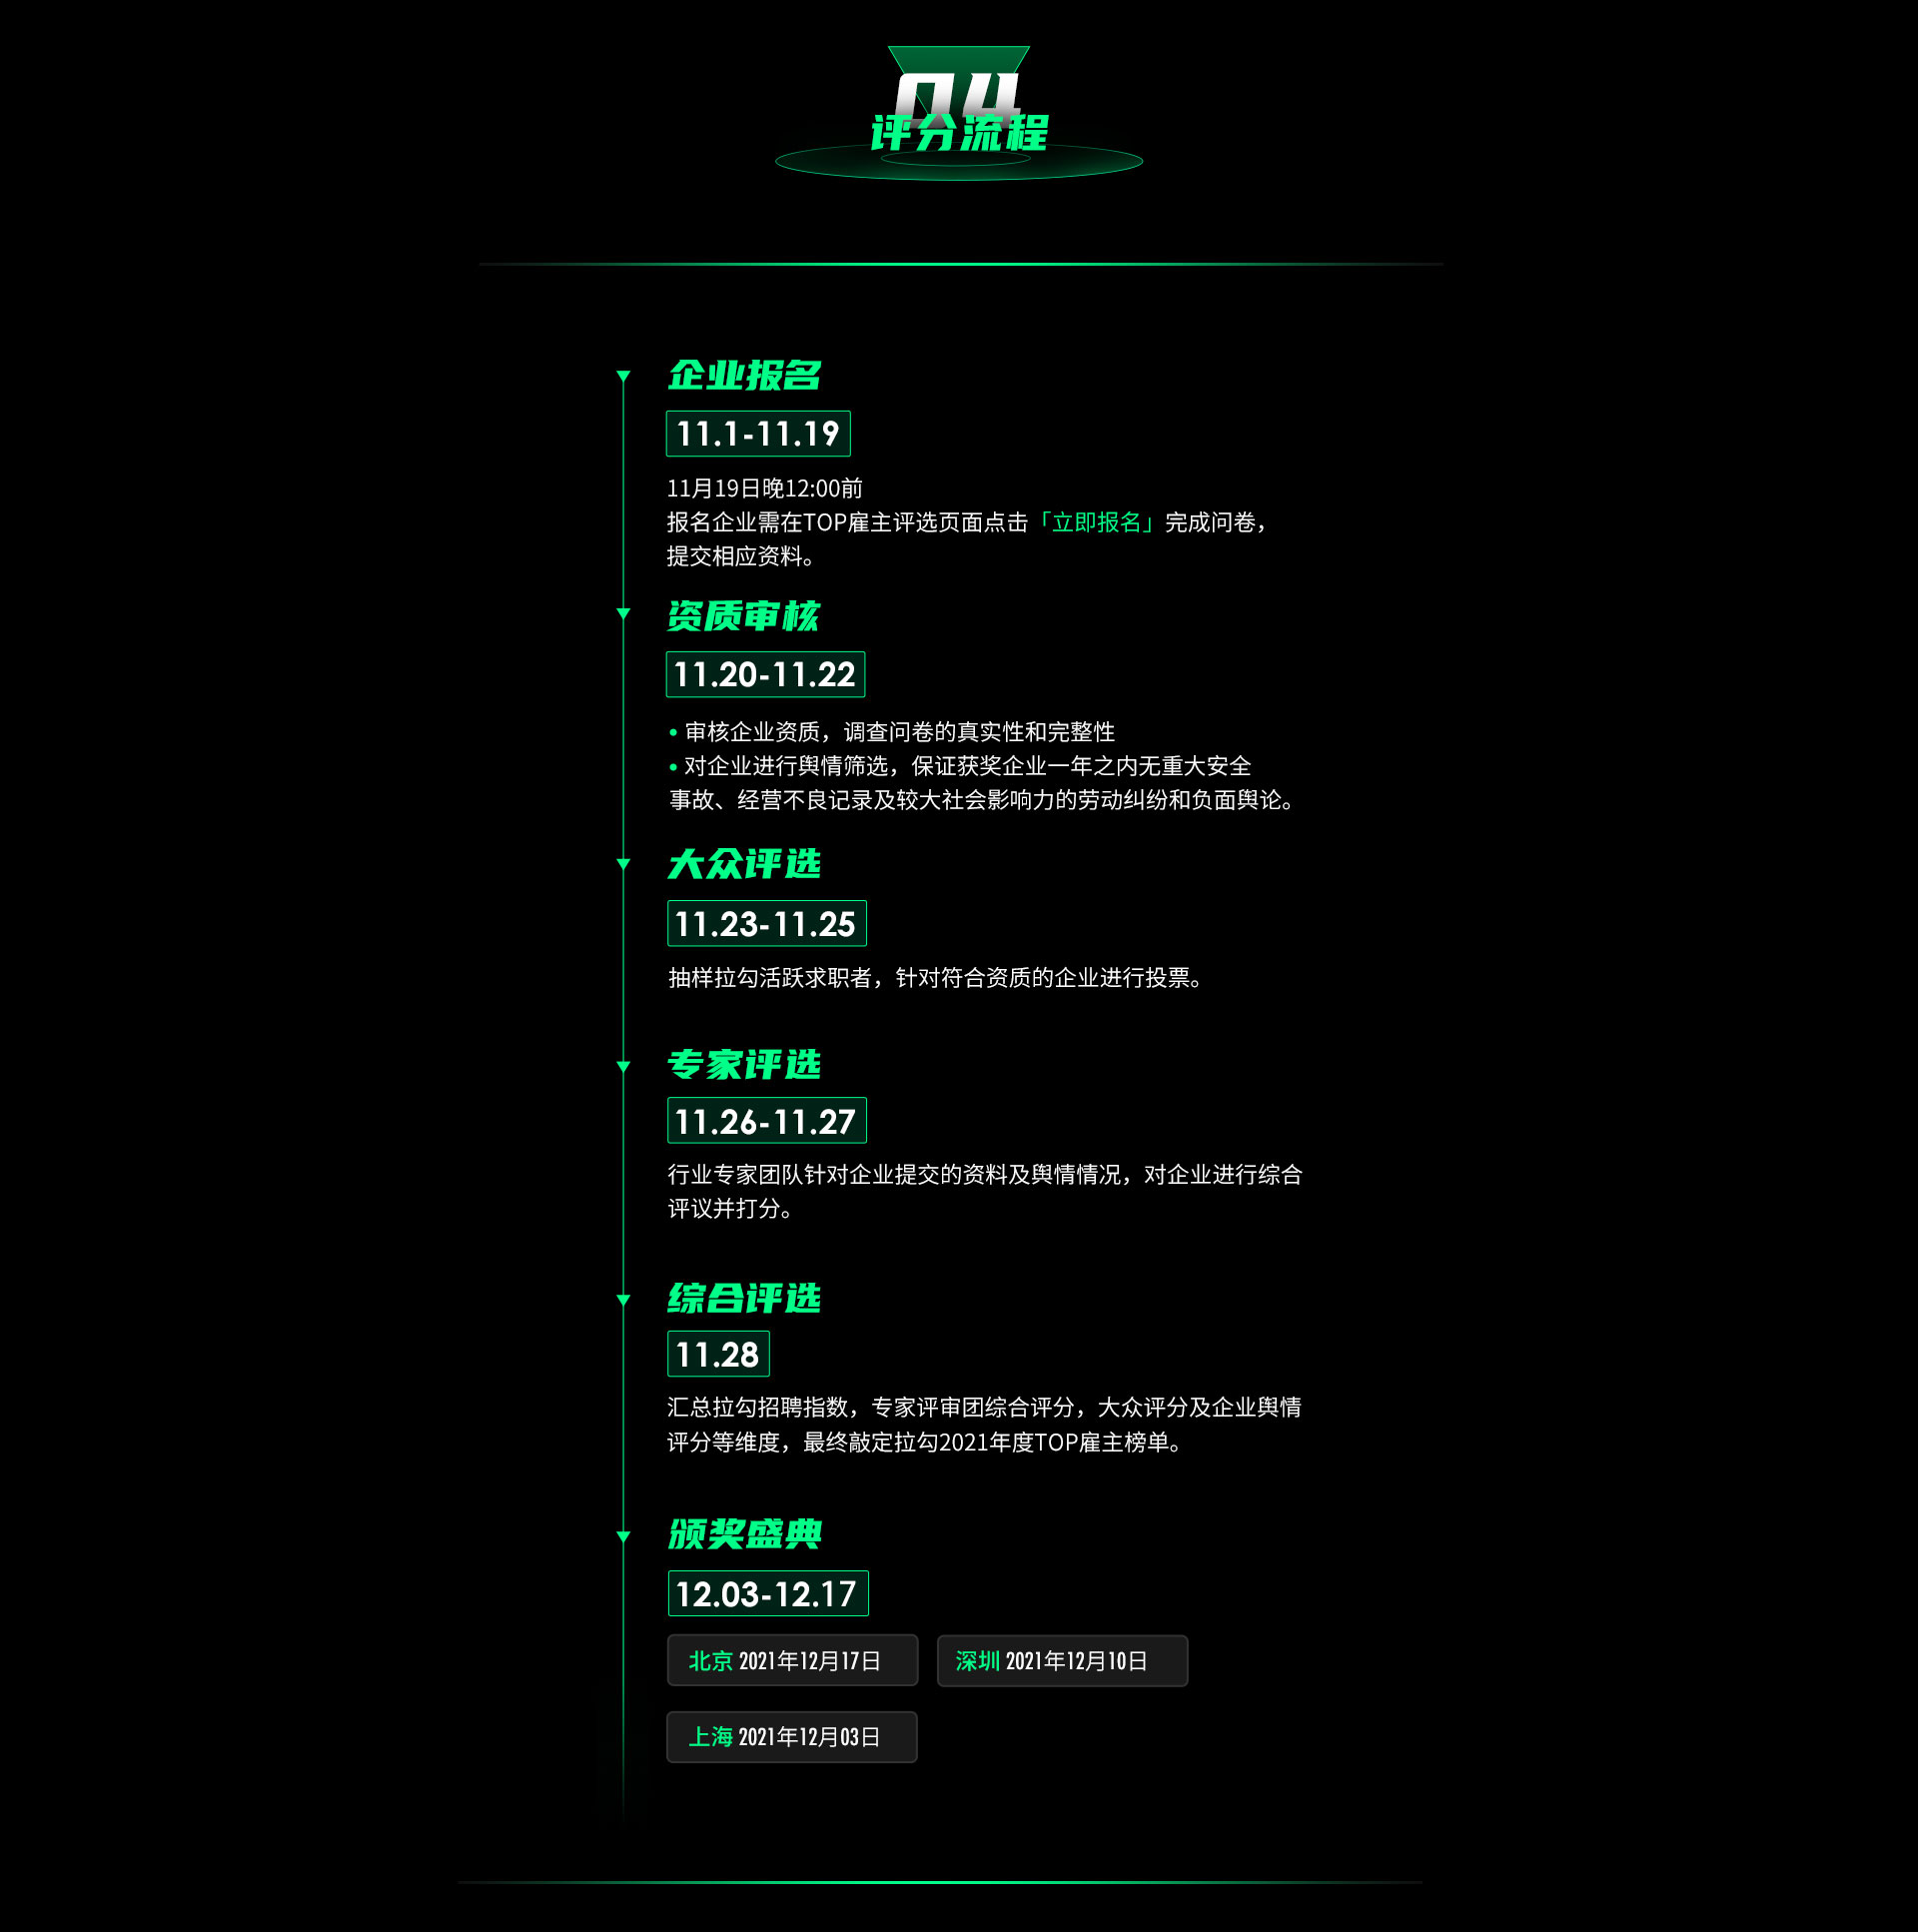 04
评分流程
企业报名
11.1-11.19
11月19日晚12:00前
报名企业需在TOP雇主评选页面点击「立即报名」完成问卷，
提交相应资料。
资质审核
11.20-11.22
• 审核企业资质，调查问卷的真实性和完整性
• 对企业进行舆情筛选，保证获奖企业一年之内无重大安全
事故、经营不良记录及较大社会影响力的劳动纠纷和负面舆论。
大众评选
11.23-11.25
抽样拉勾活跃求职者，针对符合资质的企业进行投票。
专家评选
11.26-11.27
行业专家团队针对企业提交的资料及舆情情况，对企业进行综合
评议并打分。
综合评选
11.28
汇总拉勾招聘指数，专家评审团综合评分，大众评分及企业舆情
评分等维度，最终敲定拉勾2021年度TOP雇主榜单。
颁奖盛典
12.03-12.17
北京 2021年12月17日
深圳 2021年12月10日
上海 2021年12月03日